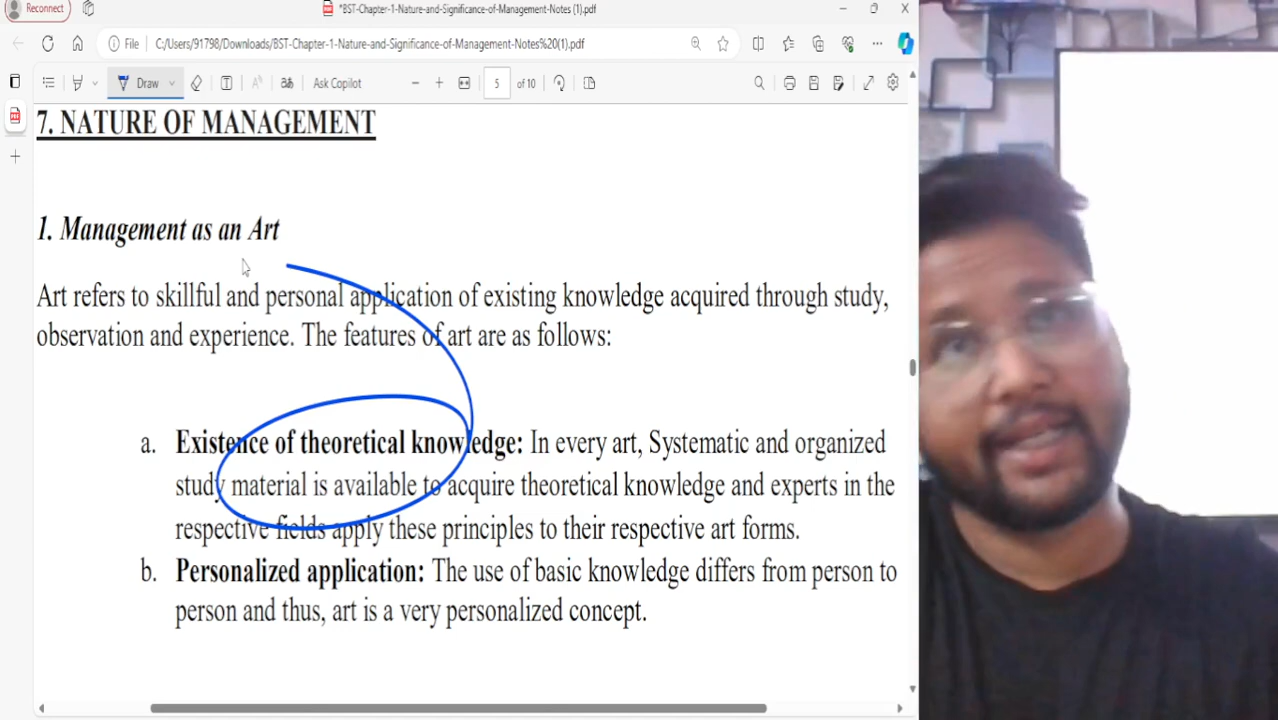 Reconnect
*BST-Chapter-1-Nature-and-Significance-of-Management-Notes (1).pdf
File C:/Users/91798/Downloads/BST-Chapter-1-Nature-and-Significance-of-Management-Notes%20(1).pdf
Draw
Ask Copilot
5 of 10
7. NATURE OF MANAGEMENT
1. Management as an Art
Art refers to skillful and personal application of existing knowledge acquired through study,
observation and experience. The features of art are as follows:
a. Existence of theoretical knowledge: In every art, Systematic and organized
study material is available to acquire theoretical knowledge and experts in the
respective fields apply these principles to their respective art forms.
b. Personalized application: The use of basic knowledge differs from person to
person and thus, art is a very personalized concept.